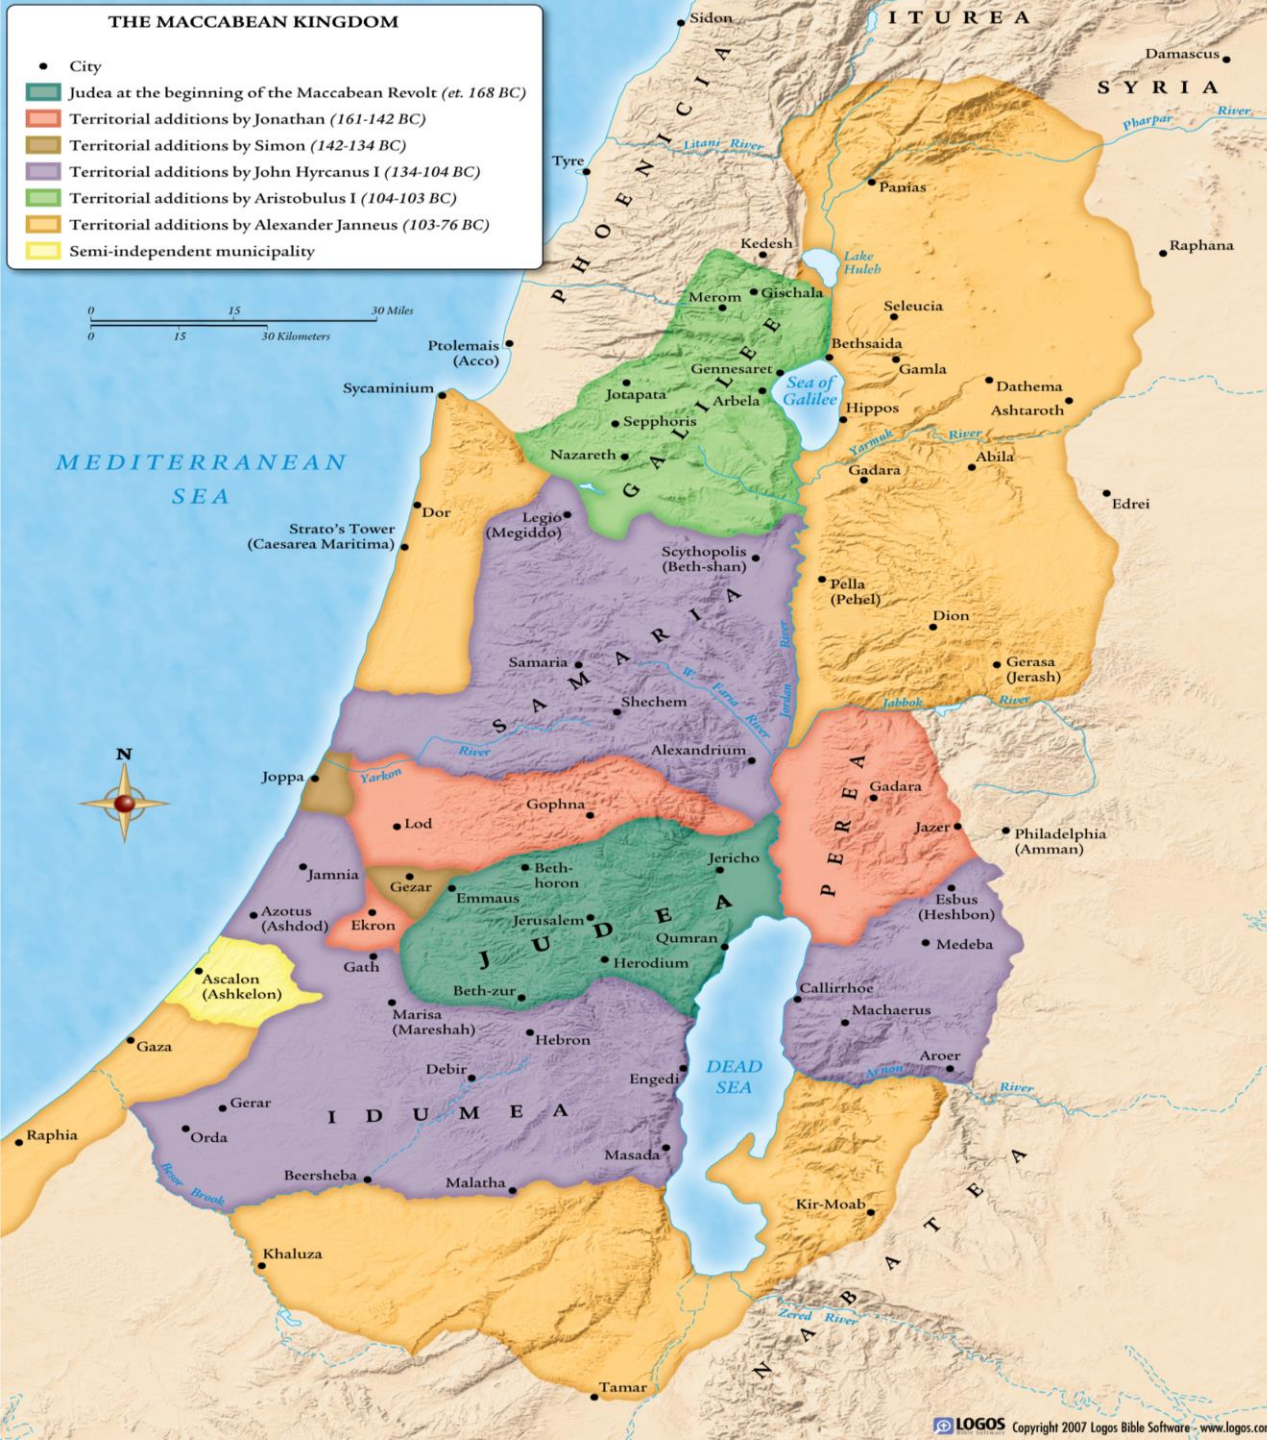 THE MACCABEAN KINGDOM
City
Judea at the beginning of the Maccabean Revolt (et. 168 BC)
Territorial additions by Jonathan (161-142 BC)
Territorial additions by Simon (142-134 BC)
Territorial additions by John Hyrcanus I (134-104 BC)
Territorial additions by Aristobulus I (104-103 BC)
Territorial additions by Alexander Janneus (103-76 BC)
Semi-independent municipality
0 15 30 Miles
0 15 30 Kilometers
Sidon
ITUREA
Damascus
SYRIA
Pharpar River
PHOENICIA
Litani River
Tyre
Panias
Raphana
Kedesh
Lake
Huleh
Merom
Gischala
Seleucia
Ptolemais
(Acco)
Bethsaida
Gennesaret
Gamla
Sea of
Galilee
Sycaminium
Jotapata
Arbela
Dathema
Ashtaroth
Hippos
GALILEE
Sepphoris
Yarmuk River
MEDITERRANEAN
SEA
Nazareth
Gadara
Abila
Edrei
Dor
Legio
(Megiddo)
Strato's Tower
(Caesarea Maritima)
Scythopolis
(Beth-shan)
Pella
(Pehel)
Dion
Jordan River
SAMARIA
Samaria
W. Faria River
Gerasa
(Jerash)
Shechem
Jabbok River
N
Yarkon River
Alexandrium
Joppa
PEREA
Gadara
Gophna
Lod
Jazer
Philadelphia
(Amman)
Jericho
Jamnia
Beth-
horon
Gezar
Emmaus
Esbus
(Heshbon)
Azotus
(Ashdod)
Ekron
Jerusalem
JUDEA
Qumran
Medeba
Gath
Herodium
Ascalon
(Ashkelon)
Beth-zur
Callirrhoe
Marisa
(Mareshah)
Machaerus
Gaza
Hebron
Debir
Engedi
DEAD
SEA
Aroer
Arnon River
Gerar
IDUMEA
Orda
Raphia
Masada
Besor Brook
Beersheba
Malatha
Kir-Moab
NABATEA
Khaluza
Zered River
Tamar
LOGOS
Bible Software
Copyright 2007 Logos Bible Software - www.logos.com